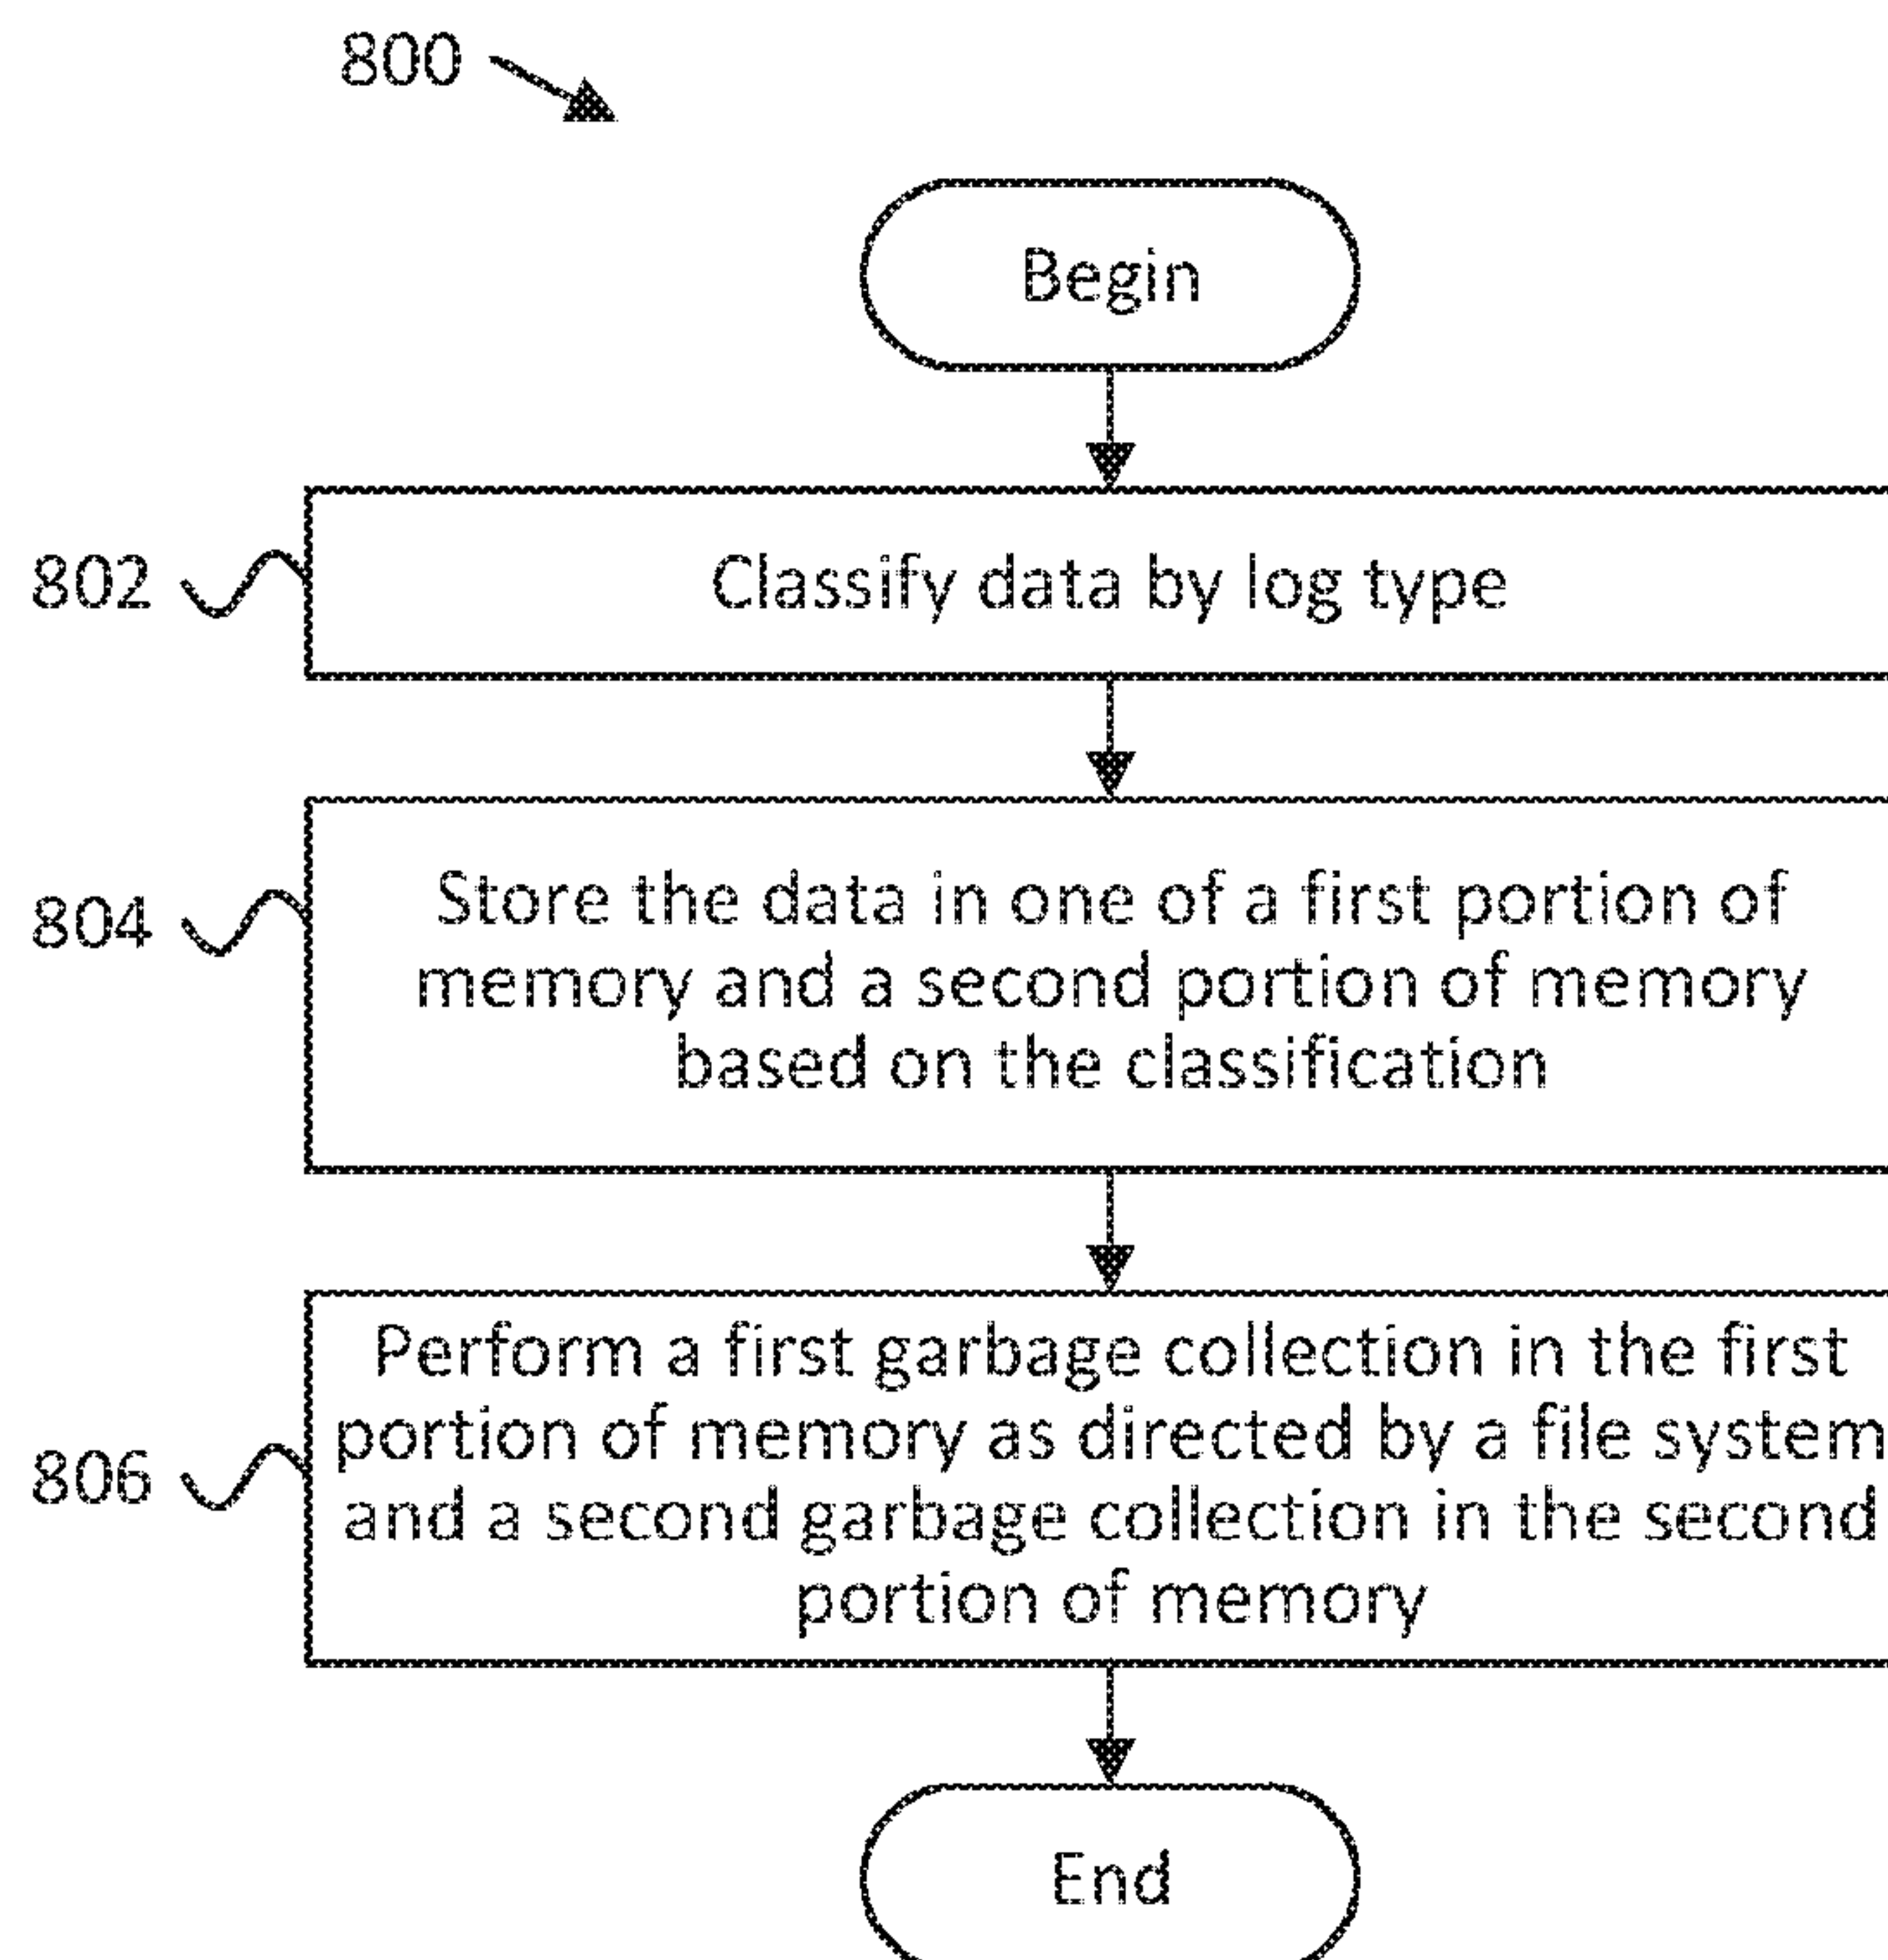 800
Begin
802
Classify data by log type
804
Store the data in one of a first portion of
memory and a second portion of memory
based on the classification
806
Perform a first garbage collection in the first
portion of memory as directed by a file system
and a second garbage collection in the second
portion of memory
End